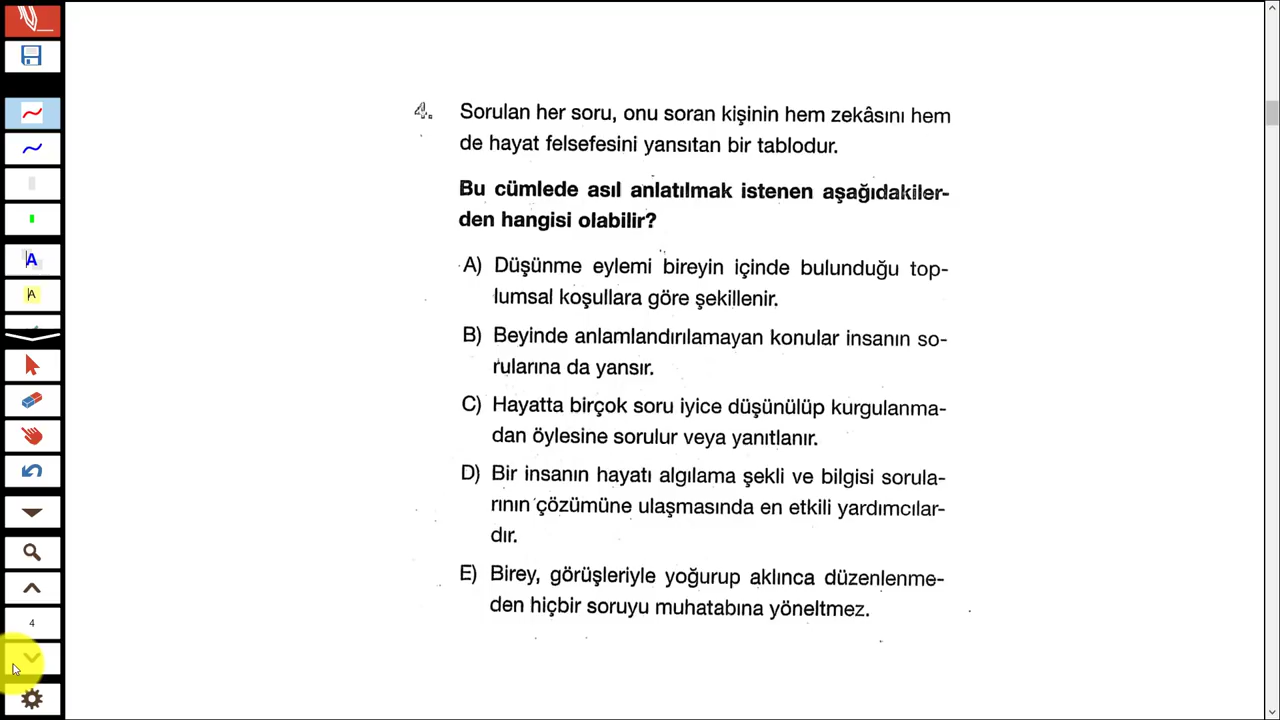 4. Sorulan her soru, onu soran kişinin hem zekâsını hem
de hayat felsefesini yansıtan bir tablodur.
Bu cümlede asıl anlatılmak istenen aşağıdakiler-
den hangisi olabilir?
A) Düşünme eylemi bireyin içinde bulunduğu top-
lumsal koşullara göre şekillenir.
B) Beyinde anlamlandırılamayan konular insanın so-
rularına da yansır.
C) Hayatta birçok soru iyice düşünülüp kurgulanma-
dan öylesine sorulur veya yanıtlanır.
D) Bir insanın hayatı algılama şekli ve bilgisi sorula-
rının çözümüne ulaşmasında en etkili yardımcılar-
dır.
E) Birey, görüşleriyle yoğurup aklınca düzenlenme-
den hiçbir soruyu muhatabına yöneltmez.
A
A
4